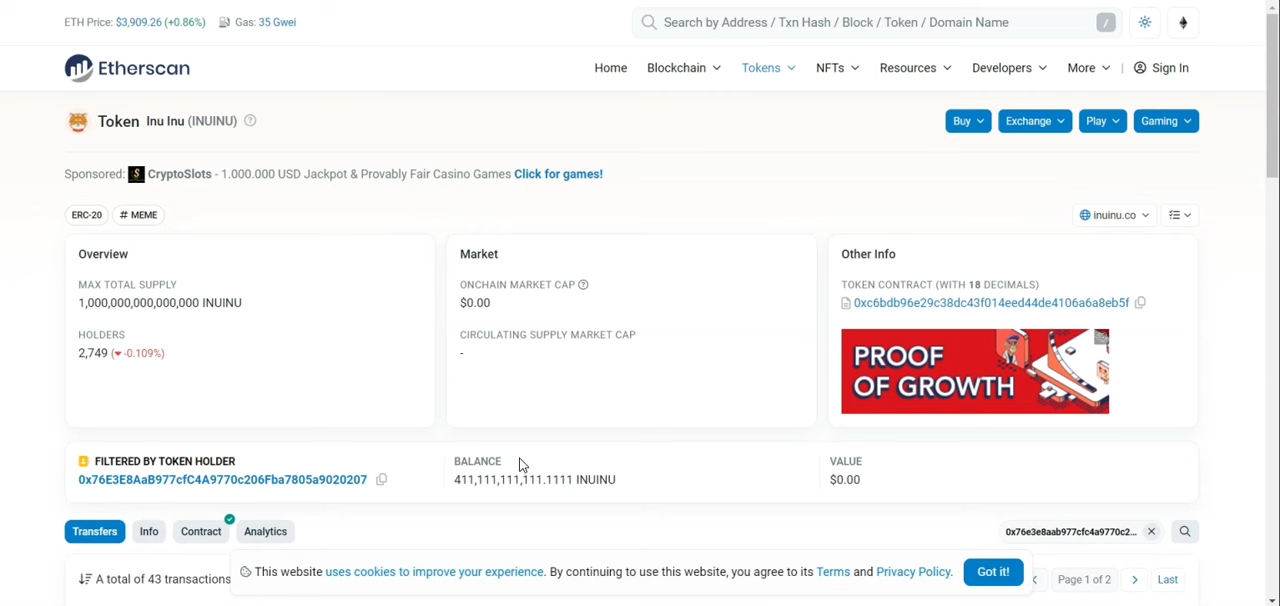 ETH Price: $3,909.26 (+0.86%) Gas: 35 Gwei
Search by Address / Txn Hash / Block / Token / Domain Name /
Etherscan
Home Blockchain Tokens NFTs Resources Developers More | Sign In
Token Inu Inu (INUINU)
Buy Exchange Play Gaming
Sponsored: $ CryptoSlots - 1.000.000 USD Jackpot & Provably Fair Casino Games Click for games!
ERC-20 # MEME
inuinu.co
Overview
MAX TOTAL SUPPLY
1,000,000,000,000,000 INUINU
HOLDERS
2,749 (-0.109%)
Market
ONCHAIN MARKET CAP
$0.00
CIRCULATING SUPPLY MARKET CAP
-
Other Info
TOKEN CONTRACT (WITH 18 DECIMALS)
0xc6bdb96e29c38dc43f014eed44de4106a6a8eb5f
PROOF
OF GROWTH
FILTERED BY TOKEN HOLDER
0x76E3E8AaB977cfC4A9770c206Fba7805a9020207
BALANCE
411,111,111,111.1111 INUINU
VALUE
$0.00
Transfers Info Contract Analytics
0x76e3e8aab977cfc4a9770c2...
A total of 43 transactions
This website uses cookies to improve your experience. By continuing to use this website, you agree to its Terms and Privacy Policy. Got it!
Page 1 of 2 Last